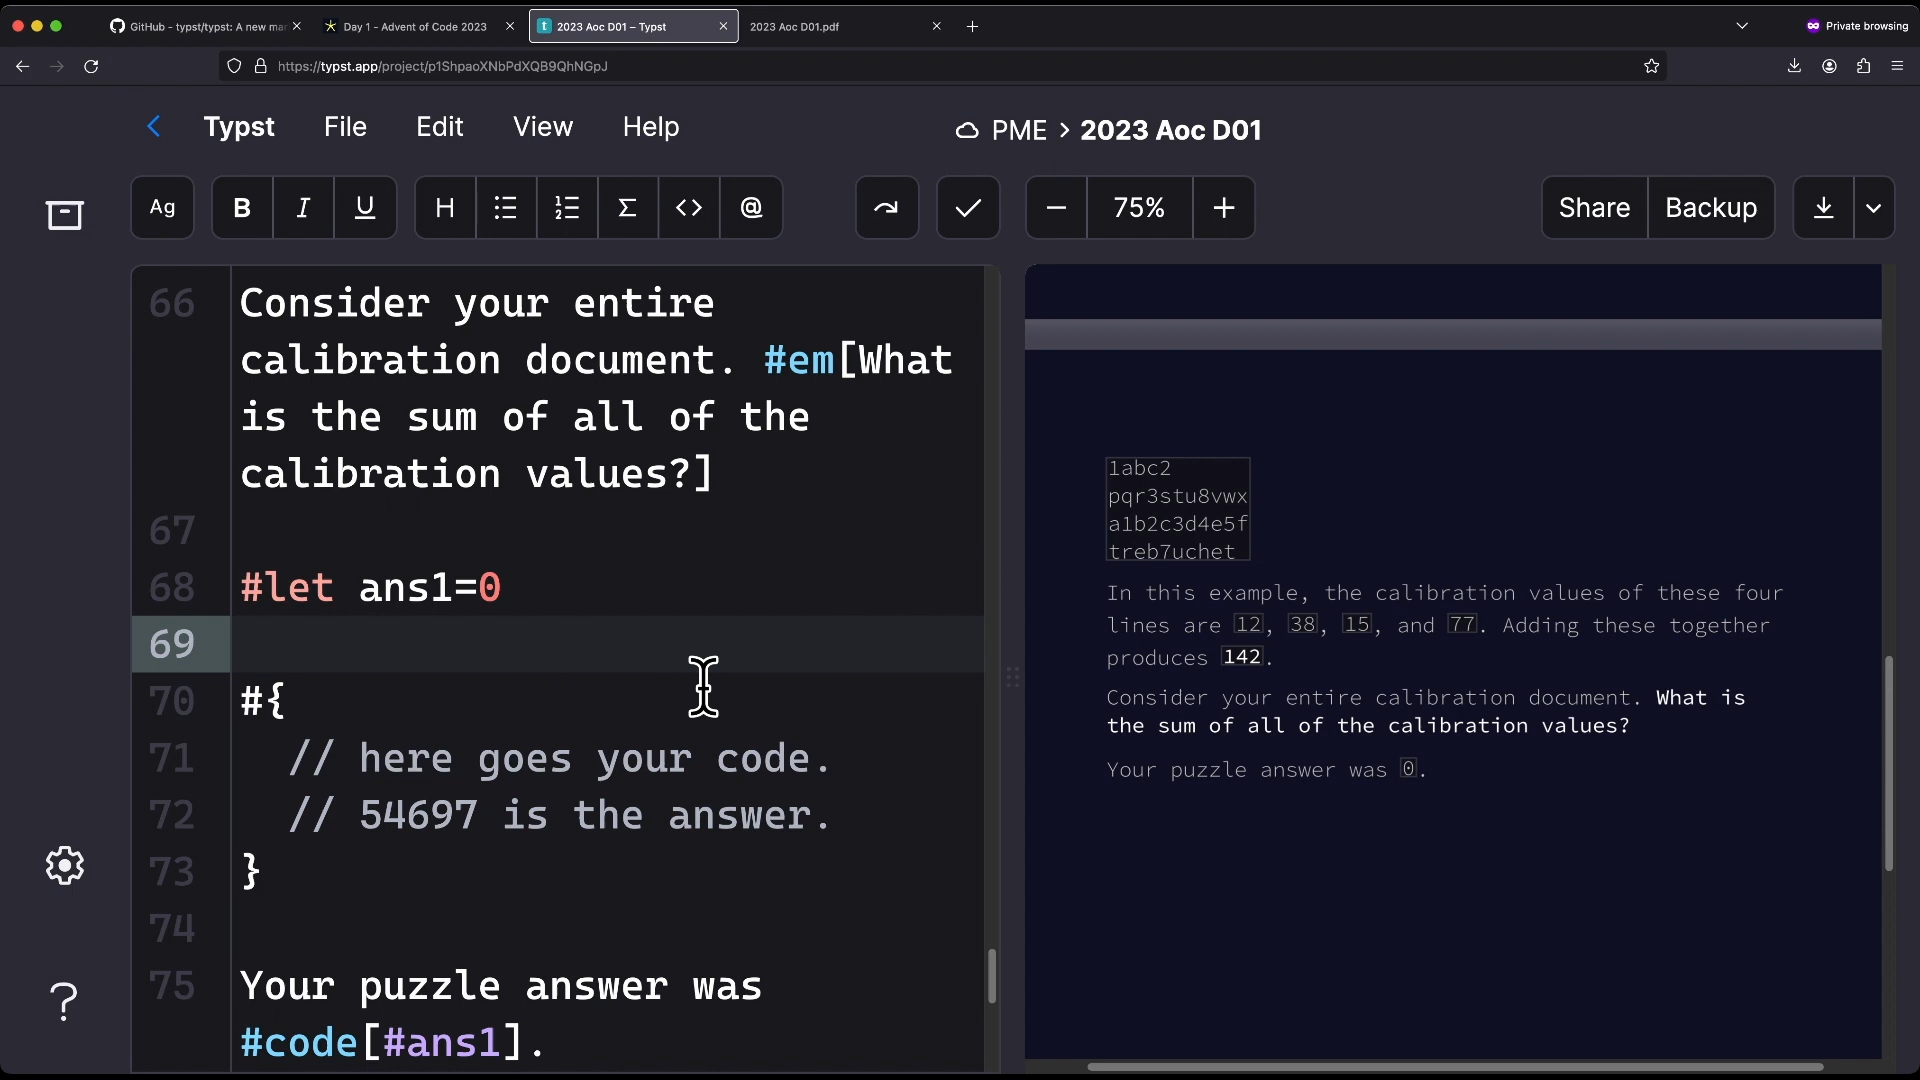 GitHub - typst/typst: A new mar
Day 1 - Advent of Code 2023
t 2023 Aoc D01 – Typst
2023 Aoc D01.pdf
Private browsing
https://typst.app/project/p1ShpaoXNbPdXQB9QhNGpJ
Typst File Edit View Help
PME > 2023 Aoc D01
Ag B I U H Σ <> @ 75% Share Backup
66 Consider your entire
calibration document. #em[What
is the sum of all of the
calibration values?]
67
68 #let ans1=0
69
70 #{
71 // here goes your code.
72 // 54697 is the answer.
73 }
74
75 Your puzzle answer was
#code[#ans1].
1abc2
pqr3stu8vwx
a1b2c3d4e5f
treb7uchet
In this example, the calibration values of these four
lines are 12, 38, 15, and 77. Adding these together
produces 142.
Consider your entire calibration document. What is
the sum of all of the calibration values?
Your puzzle answer was 0.
?